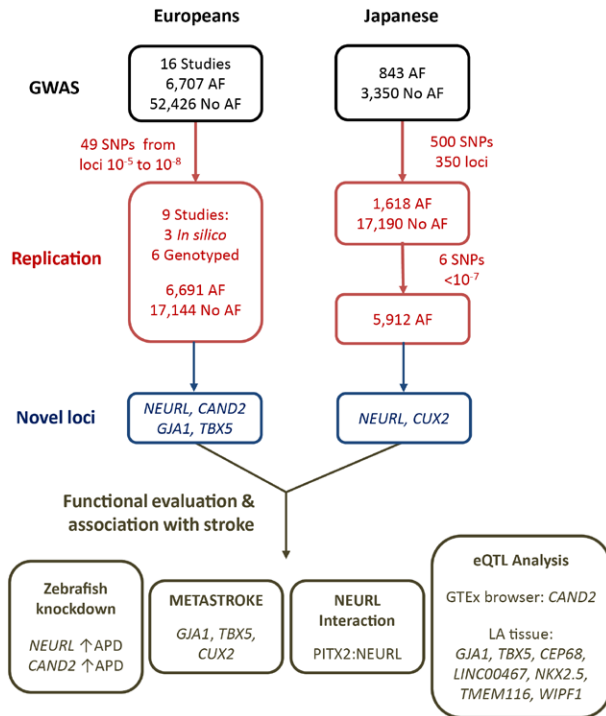 Europeans
Japanese
GWAS
16 Studies
6,707 AF
52,426 No AF
843 AF
3,350 No AF
49 SNPs from
loci 10⁻⁵ to 10⁻⁸
500 SNPs
350 loci
Replication
9 Studies:
3 In silico
6 Genotyped
6,691 AF
17,144 No AF
1,618 AF
17,190 No AF
6 SNPs
<10⁻⁷
5,912 AF
Novel loci
NEURL, CAND2
GJA1, TBX5
NEURL, CUX2
Functional evaluation &
association with stroke
Zebrafish
knockdown
NEURL ↑APD
CAND2 ↑APD
METASTROKE
GJA1, TBX5,
CUX2
NEURL
Interaction
PITX2:NEURL
eQTL Analysis
GTEx browser: CAND2
LA tissue:
GJA1, TBX5, CEP68,
LINC00467, NKX2.5,
TMEM116, WIPF1